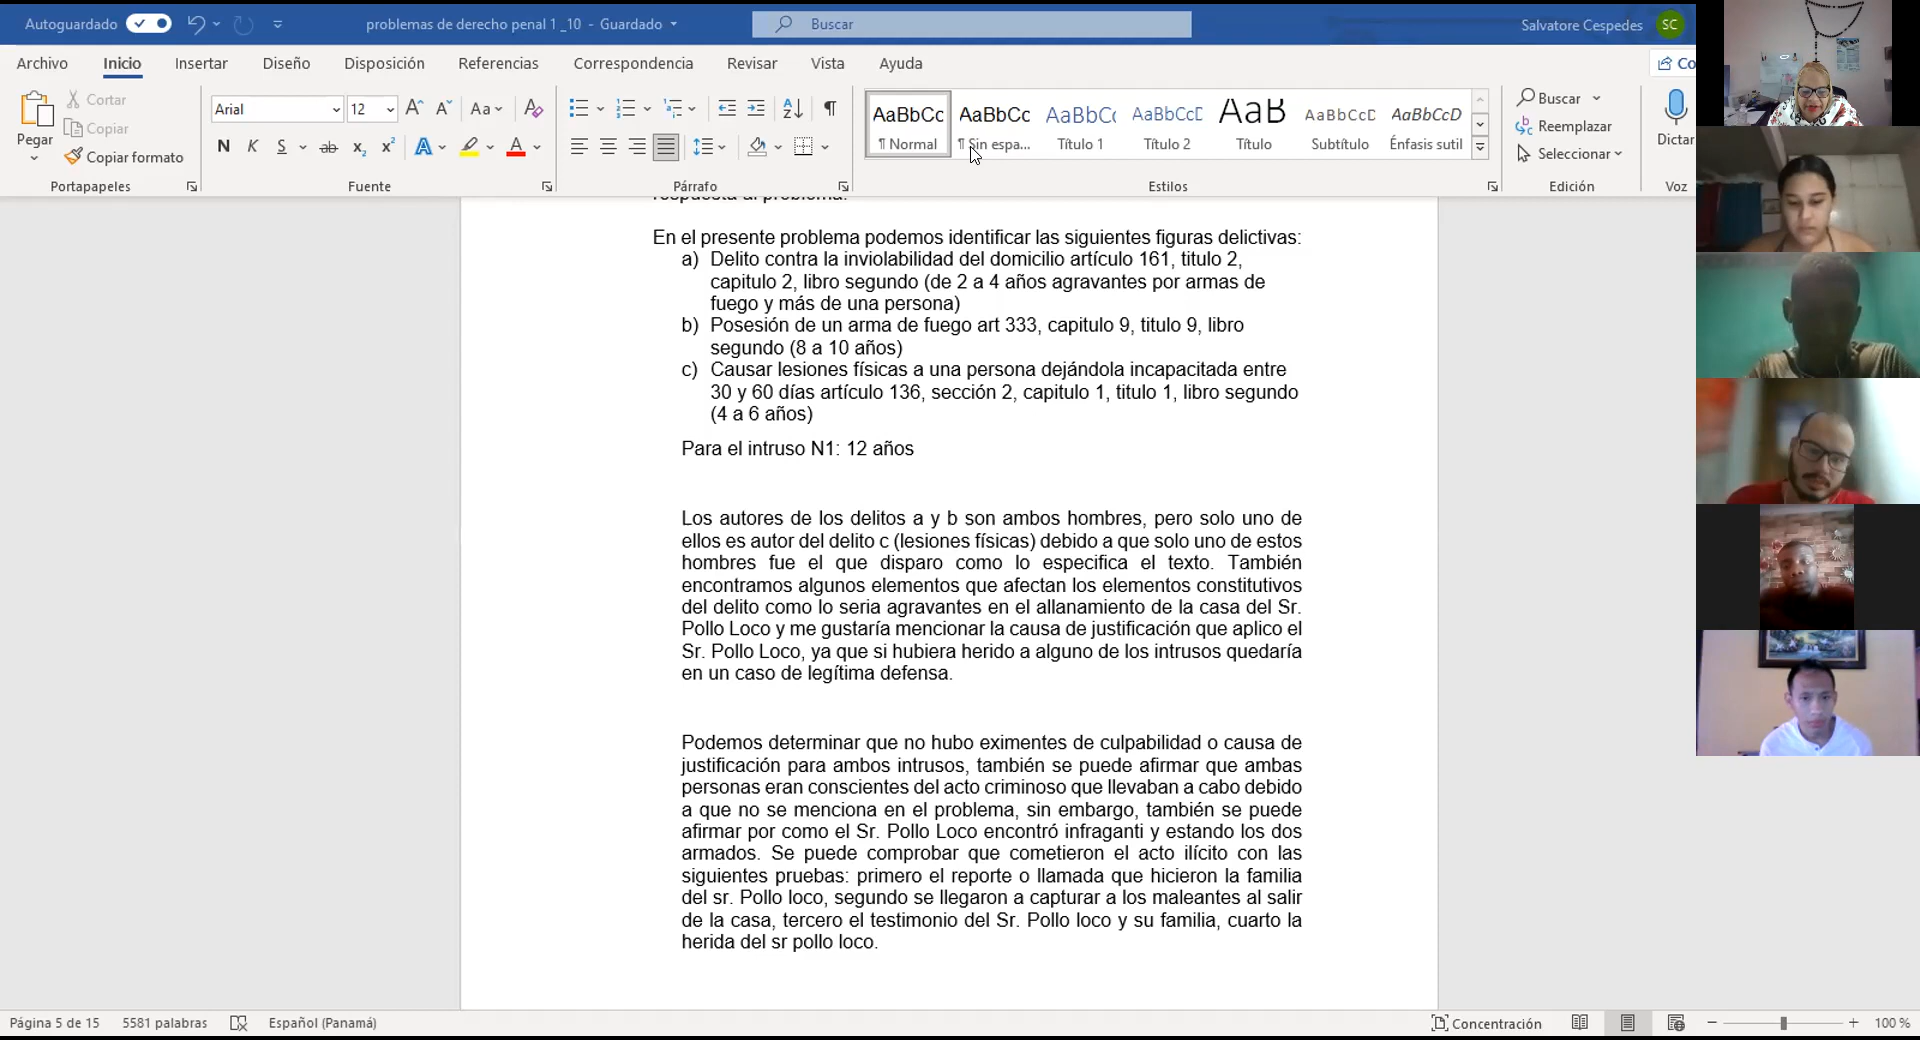 Autoguardado
problemas de derecho penal 1 _10 - Guardado
Buscar
Salvatore Cespedes
SC
Archivo Inicio Insertar Diseño Disposición Referencias Correspondencia Revisar Vista Ayuda
Co
Pegar
Cortar
Copiar
Copiar formato
Portapapeles
Arial 12
Aa
N K S ab x₂ x² A A
Fuente
Párrafo
AaBbCc AaBbCc AaBbC AaBbCcD AaB AaBbCcD AaBbCcD
¶ Normal ¶ Sin espa... Título 1 Título 2 Título Subtítulo Énfasis sutil
Estilos
Buscar
Reemplazar
Seleccionar
Edición
Dictar
Voz
respuesta al problema.
En el presente problema podemos identificar las siguientes figuras delictivas:
a) Delito contra la inviolabilidad del domicilio artículo 161, titulo 2,
capitulo 2, libro segundo (de 2 a 4 años agravantes por armas de
fuego y más de una persona)
b) Posesión de un arma de fuego art 333, capitulo 9, titulo 9, libro
segundo (8 a 10 años)
c) Causar lesiones físicas a una persona dejándola incapacitada entre
30 y 60 días artículo 136, sección 2, capitulo 1, titulo 1, libro segundo
(4 a 6 años)
Para el intruso N1: 12 años
Los autores de los delitos a y b son ambos hombres, pero solo uno de
ellos es autor del delito c (lesiones físicas) debido a que solo uno de estos
hombres fue el que disparo como lo especifica el texto. También
encontramos algunos elementos que afectan los elementos constitutivos
del delito como lo seria agravantes en el allanamiento de la casa del Sr.
Pollo Loco y me gustaría mencionar la causa de justificación que aplico el
Sr. Pollo Loco, ya que si hubiera herido a alguno de los intrusos quedaría
en un caso de legítima defensa.
Podemos determinar que no hubo eximentes de culpabilidad o causa de
justificación para ambos intrusos, también se puede afirmar que ambas
personas eran conscientes del acto criminoso que llevaban a cabo debido
a que no se menciona en el problema, sin embargo, también se puede
afirmar por como el Sr. Pollo Loco encontró infraganti y estando los dos
armados. Se puede comprobar que cometieron el acto ilícito con las
siguientes pruebas: primero el reporte o llamada que hicieron la familia
del sr. Pollo loco, segundo se llegaron a capturar a los maleantes al salir
de la casa, tercero el testimonio del Sr. Pollo loco y su familia, cuarto la
herida del sr pollo loco.
Página 5 de 15 5581 palabras Español (Panamá)
Concentración
100 %